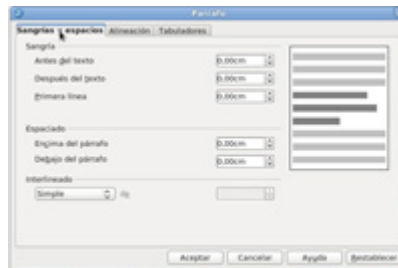 Párrafo
Sangrías y espacios Alineación Tabuladores
Sangría
Antes del texto 0,00cm
Después del texto 0,00cm
Primera línea 0,00cm
Espaciado
Encima del párrafo 0,00cm
Debajo del párrafo 0,00cm
Interlineado
Simple de
Aceptar Cancelar Ayuda Restablecer